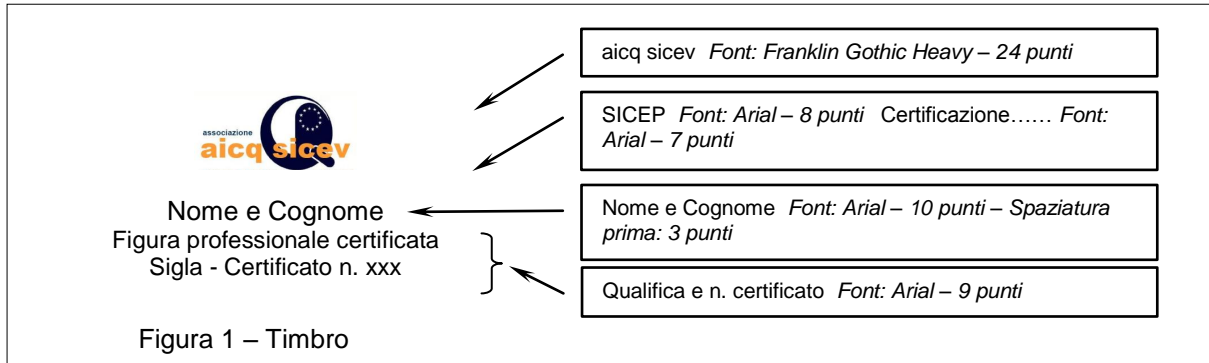 associazione
aicq sicev
Nome e Cognome
Figura professionale certificata
Sigla - Certificato n. xxx
Figura 1 – Timbro
aicq sicev Font: Franklin Gothic Heavy – 24 punti
SICEP Font: Arial – 8 punti Certificazione…… Font:
Arial – 7 punti
Nome e Cognome Font: Arial – 10 punti – Spaziatura
prima: 3 punti
Qualifica e n. certificato Font: Arial – 9 punti